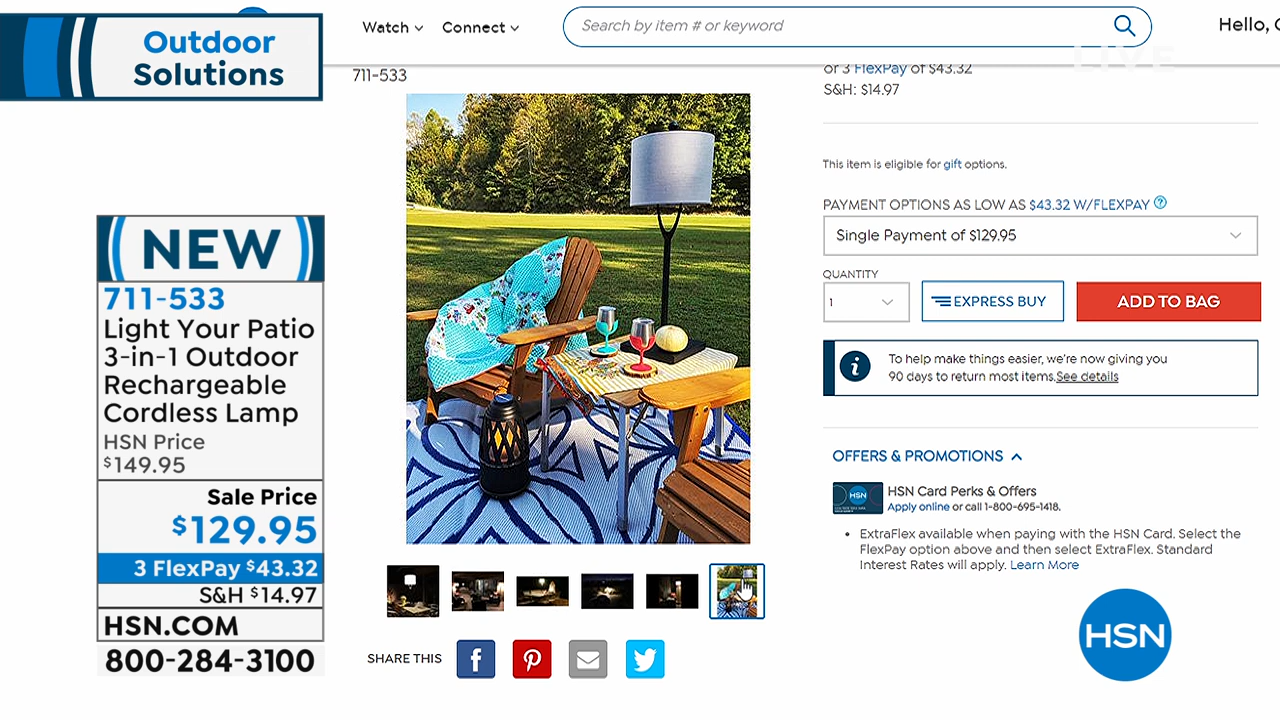 Outdoor
Solutions
Watch
Connect
Search by item # or keyword
Hello,
LIVE
711-533
or 3 FlexPay of $43.32
S&H: $14.97
This item is eligible for gift options.
PAYMENT OPTIONS AS LOW AS $43.32 W/FLEXPAY ?
Single Payment of $129.95
QUANTITY
1
EXPRESS BUY
ADD TO BAG
i
To help make things easier, we're now giving you
90 days to return most items.See details
OFFERS & PROMOTIONS
HSN
HSN Card Perks & Offers
Apply online or call 1-800-695-1418.
• ExtraFlex available when paying with the HSN Card. Select the
FlexPay option above and then select ExtraFlex. Standard
Interest Rates will apply. Learn More
NEW
711-533
Light Your Patio
3-in-1 Outdoor
Rechargeable
Cordless Lamp
HSN Price
$149.95
Sale Price
$129.95
3 FlexPay $43.32
S&H $14.97
HSN.COM
800-284-3100
SHARE THIS
HSN